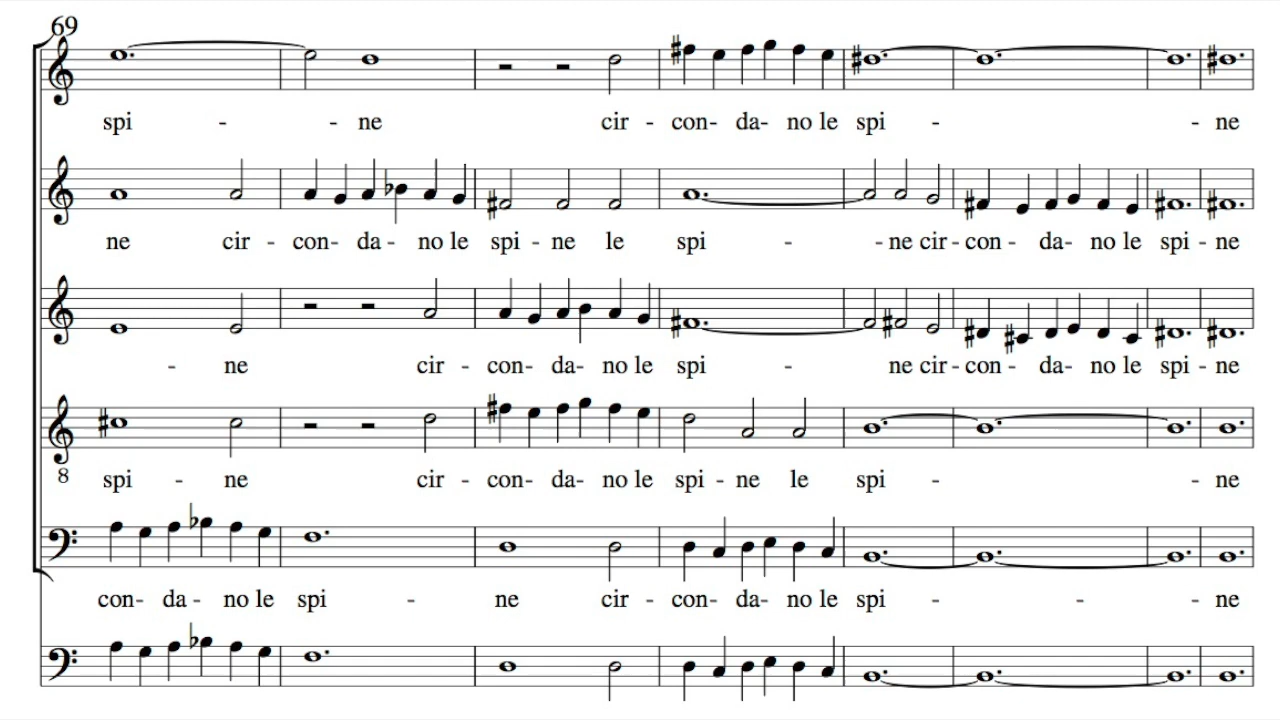 69
spi - - ne cir - con- da- no le spi - - ne
ne cir - con- da - no le spi - ne le spi - - ne cir - con - da- no le spi - ne
- ne cir - con- da- no le spi - ne cir - con - da- no le spi - ne
8
spi - ne cir - con- da- no le spi - ne le spi - - ne
con- da - no le spi - ne cir - con- da- no le spi - - - ne